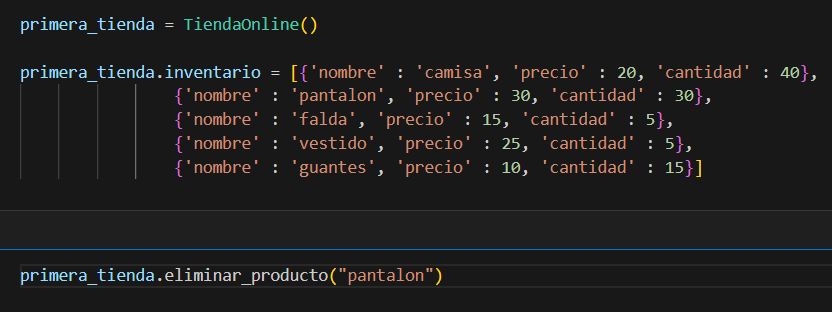 primera_tienda = TiendaOnline()
primera_tienda.inventario = [{'nombre' : 'camisa', 'precio' : 20, 'cantidad' : 40},
{'nombre' : 'pantalon', 'precio' : 30, 'cantidad' : 30},
{'nombre' : 'falda', 'precio' : 15, 'cantidad' : 5},
{'nombre' : 'vestido', 'precio' : 25, 'cantidad' : 5},
{'nombre' : 'guantes', 'precio' : 10, 'cantidad' : 15}]
primera_tienda.eliminar_producto("pantalon")